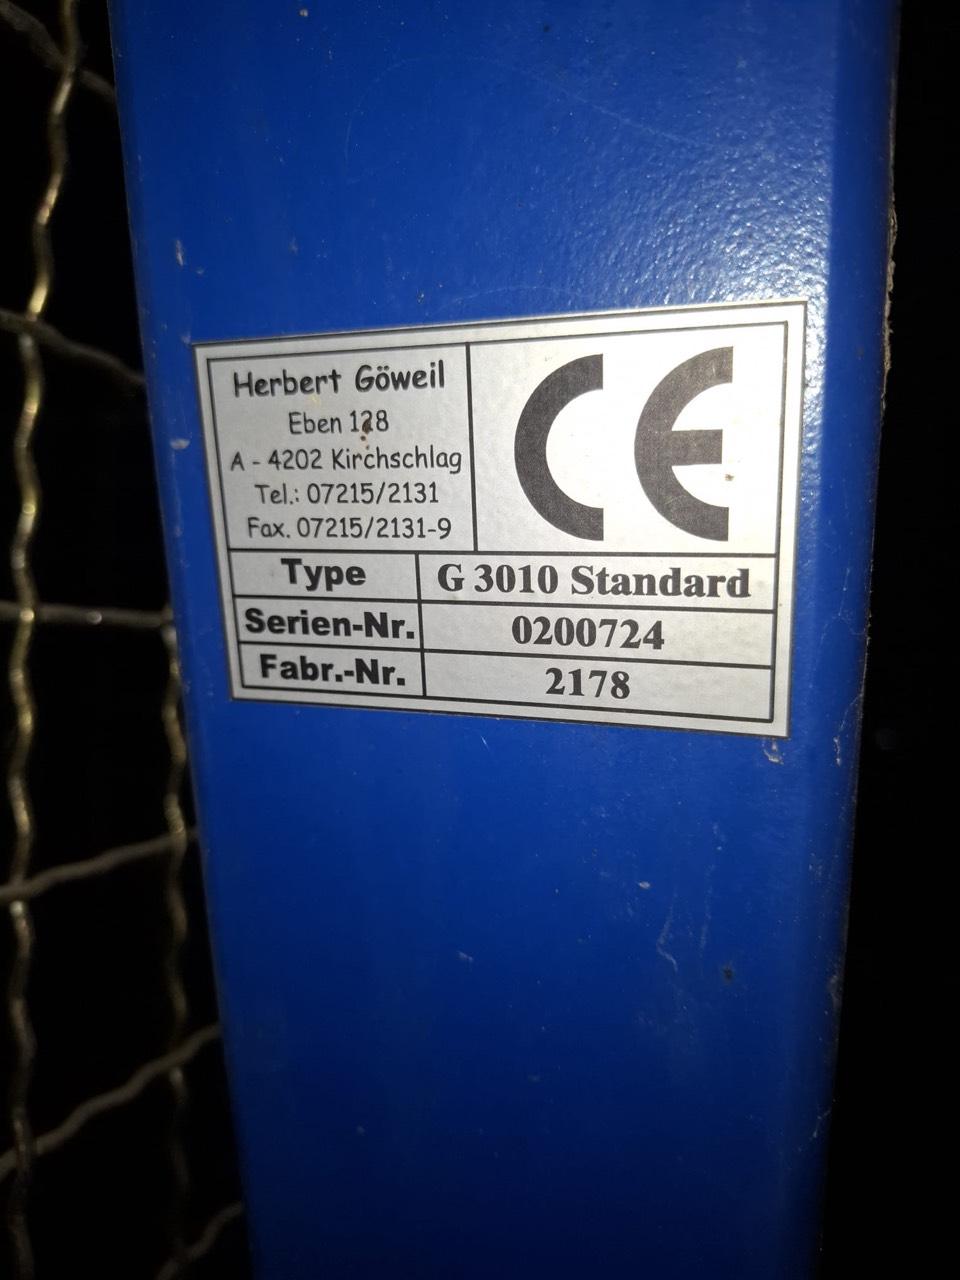 Herbert Göweil
Eben 128
A - 4202 Kirchschlag
Tel.: 07215/2131
Fax. 07215/2131-9
CE
Type G 3010 Standard
Serien-Nr. 0200724
Fabr.-Nr. 2178